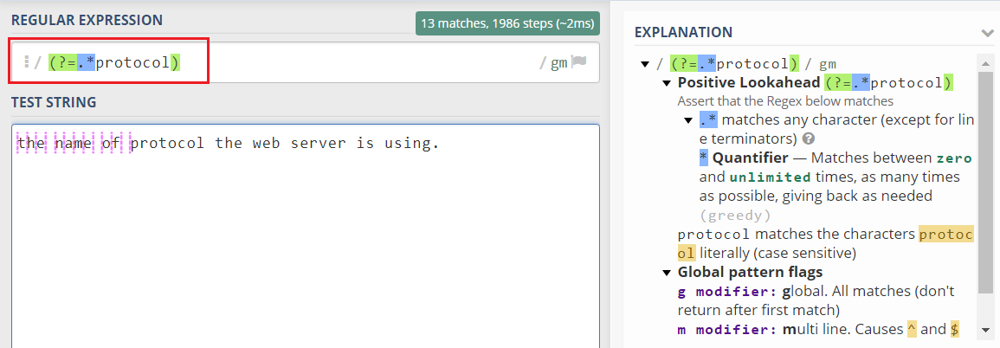 REGULAR EXPRESSION
13 matches, 1986 steps (~2ms)
/ (?=.*protocol)
/ gm
TEST STRING
the name of protocol the web server is using.
EXPLANATION
/ (?=.*protocol) / gm
Positive Lookahead (?=.*protocol)
Assert that the Regex below matches
.* matches any character (except for lin
e terminators) ?
* Quantifier — Matches between zero
and unlimited times, as many times
as possible, giving back as needed
(greedy)
protocol matches the characters protoc
ol literally (case sensitive)
Global pattern flags
g modifier: global. All matches (don't
return after first match)
m modifier: multi line. Causes ^ and $